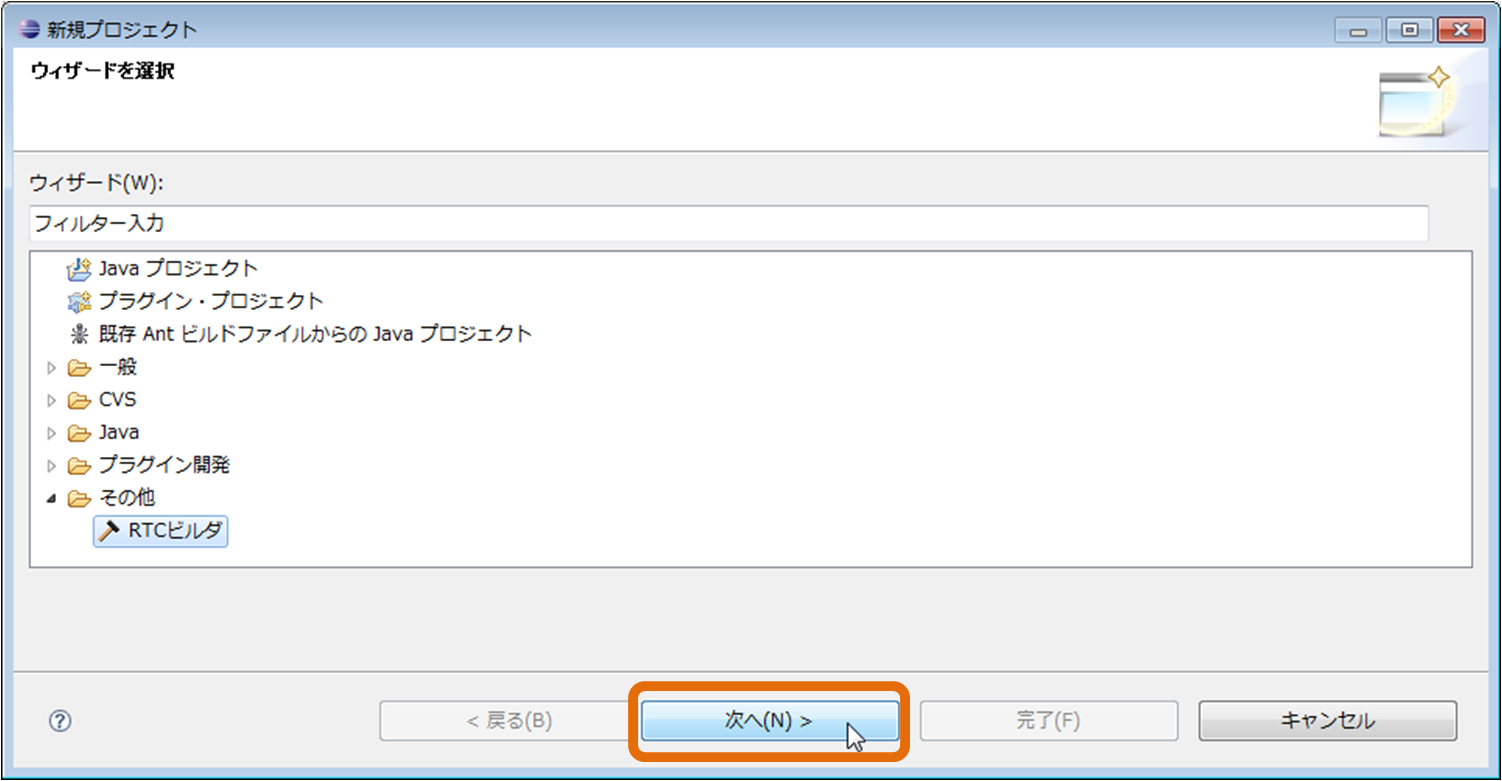 新規プロジェクト
ウィザードを選択
ウィザード(W):
フィルター入力
Java プロジェクト
プラグイン・プロジェクト
既存 Ant ビルドファイルからの Java プロジェクト
一般
CVS
Java
プラグイン開発
その他
RTCビルダ
< 戻る(B)
次へ(N) >
完了(F)
キャンセル